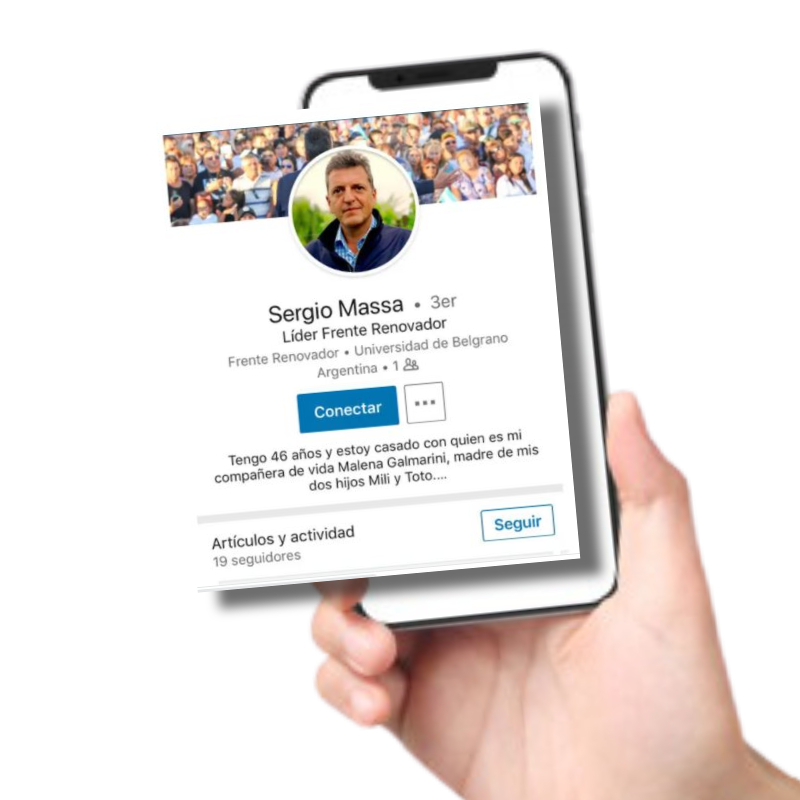 Sergio Massa • 3er
Líder Frente Renovador
Frente Renovador • Universidad de Belgrano
Argentina • 1
Conectar
Tengo 46 años y estoy casado con quien es mi
compañera de vida Malena Galmarini, madre de mis
dos hijos Mili y Toto....
Artículos y actividad
Seguir
19 seguidores